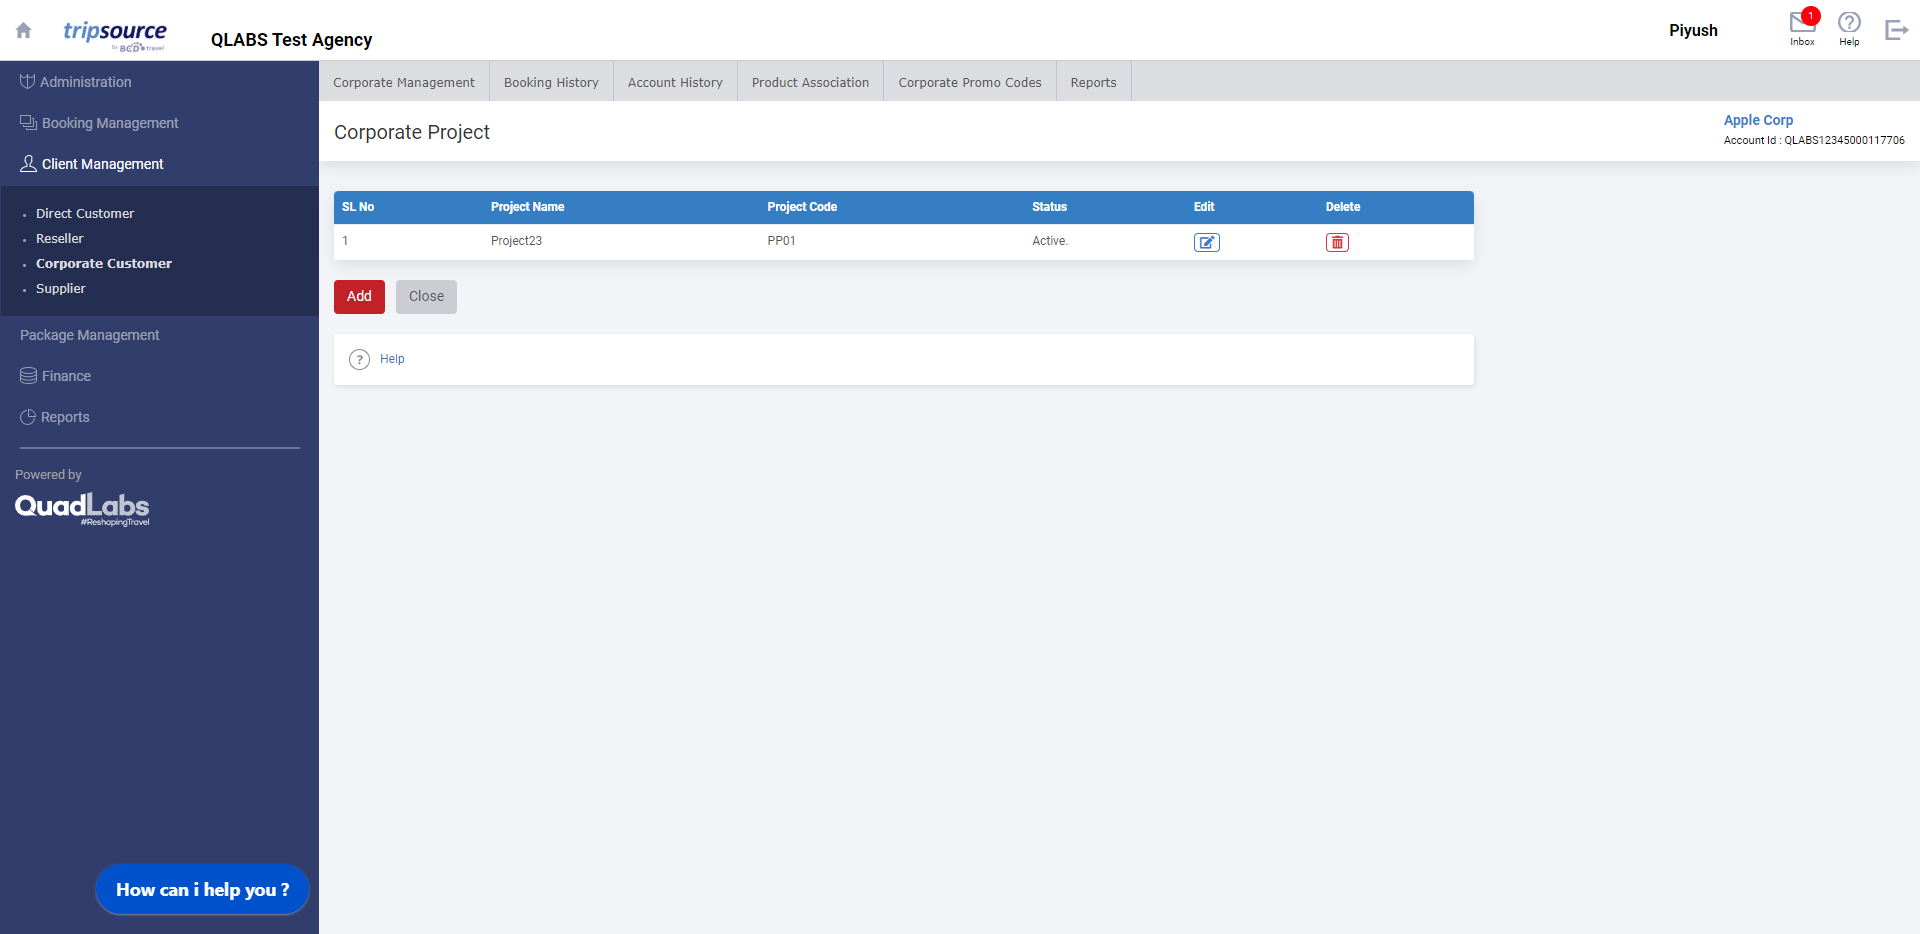 tripsource
by BCD travel
QLABS Test Agency
Piyush
1
Inbox
Help
Administration
Booking Management
Client Management
Direct Customer
Reseller
Corporate Customer
Supplier
Package Management
Finance
Reports
Powered by
QuadLabs
#ReshapingTravel
How can i help you ?
Corporate Management
Booking History
Account History
Product Association
Corporate Promo Codes
Reports
Corporate Project
Apple Corp
Account Id : QLABS12345000117706
SL No Project Name Project Code Status Edit Delete
1 Project23 PP01 Active.
Add Close
? Help